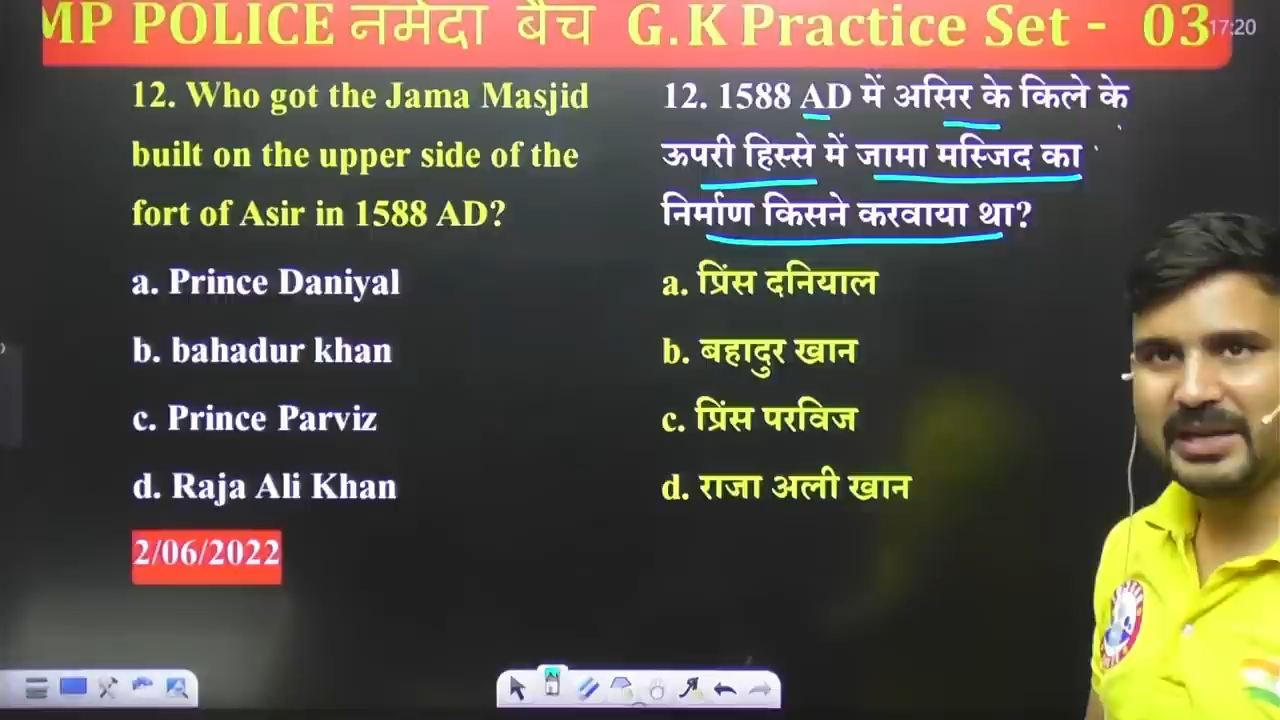 MP POLICE नर्मदा बैच G.K Practice Set - 03
17:20
12. Who got the Jama Masjid
built on the upper side of the
fort of Asir in 1588 AD?
a. Prince Daniyal
b. bahadur khan
c. Prince Parviz
d. Raja Ali Khan
2/06/2022
12. 1588 AD में असिर के किले के
ऊपरी हिस्से में जामा मस्जिद का
निर्माण किसने करवाया था?
a. प्रिंस दनियाल
b. बहादुर खान
c. प्रिंस परविज
d. राजा अली खान